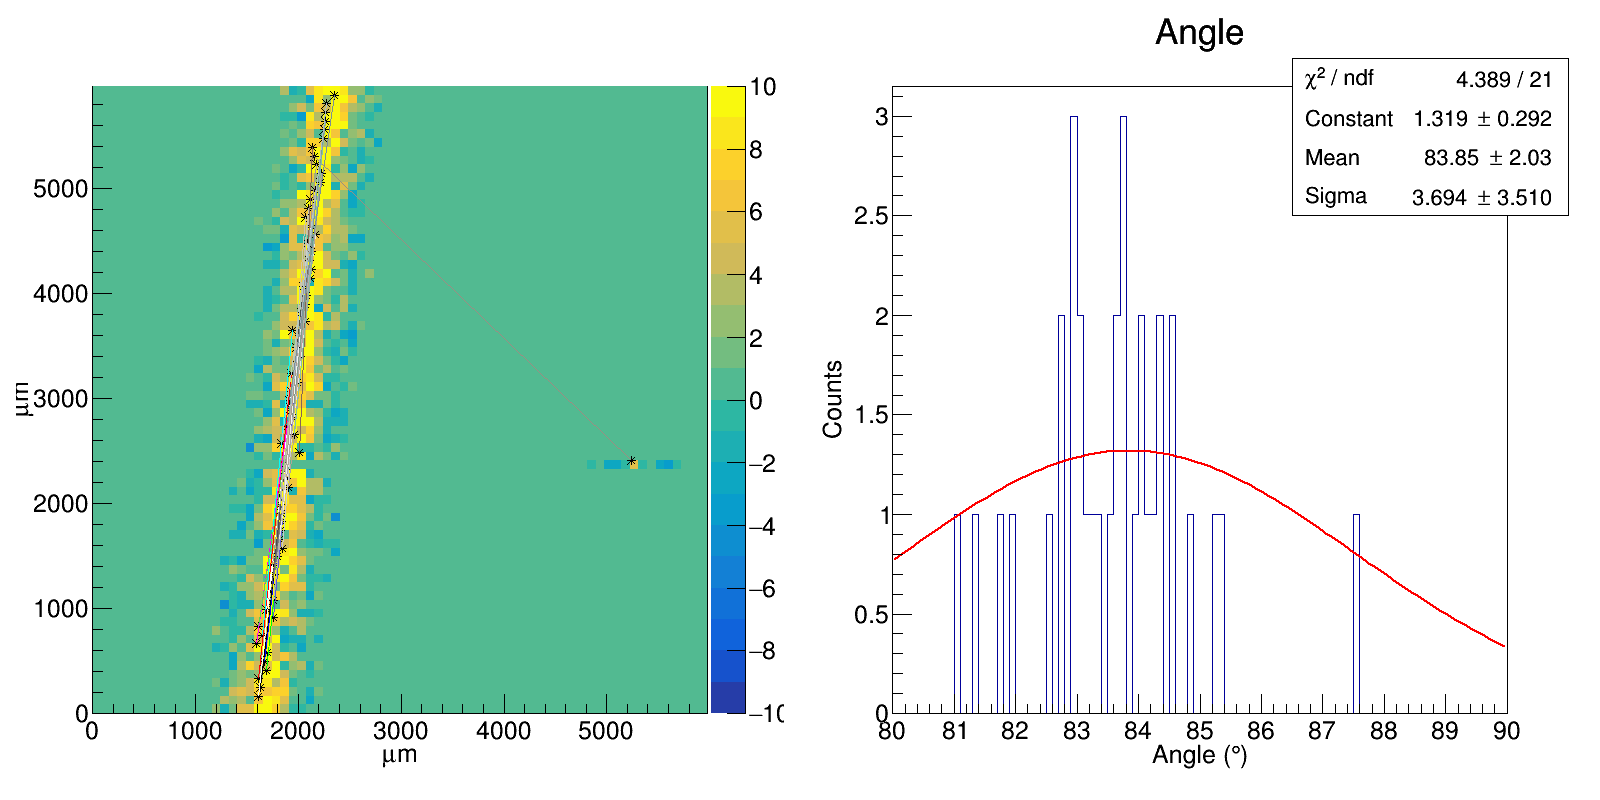 Angle
χ² / ndf 4.389 / 21
Constant 1.319 ± 0.292
Mean 83.85 ± 2.03
Sigma 3.694 ± 3.510
μm
5000
4000
3000
2000
1000
0
0 1000 2000 3000 4000 5000
μm
10
8
6
4
2
0
−2
−4
−6
−8
−10
Counts
3
2.5
2
1.5
1
0.5
0
80 81 82 83 84 85 86 87 88 89 90
Angle (°)